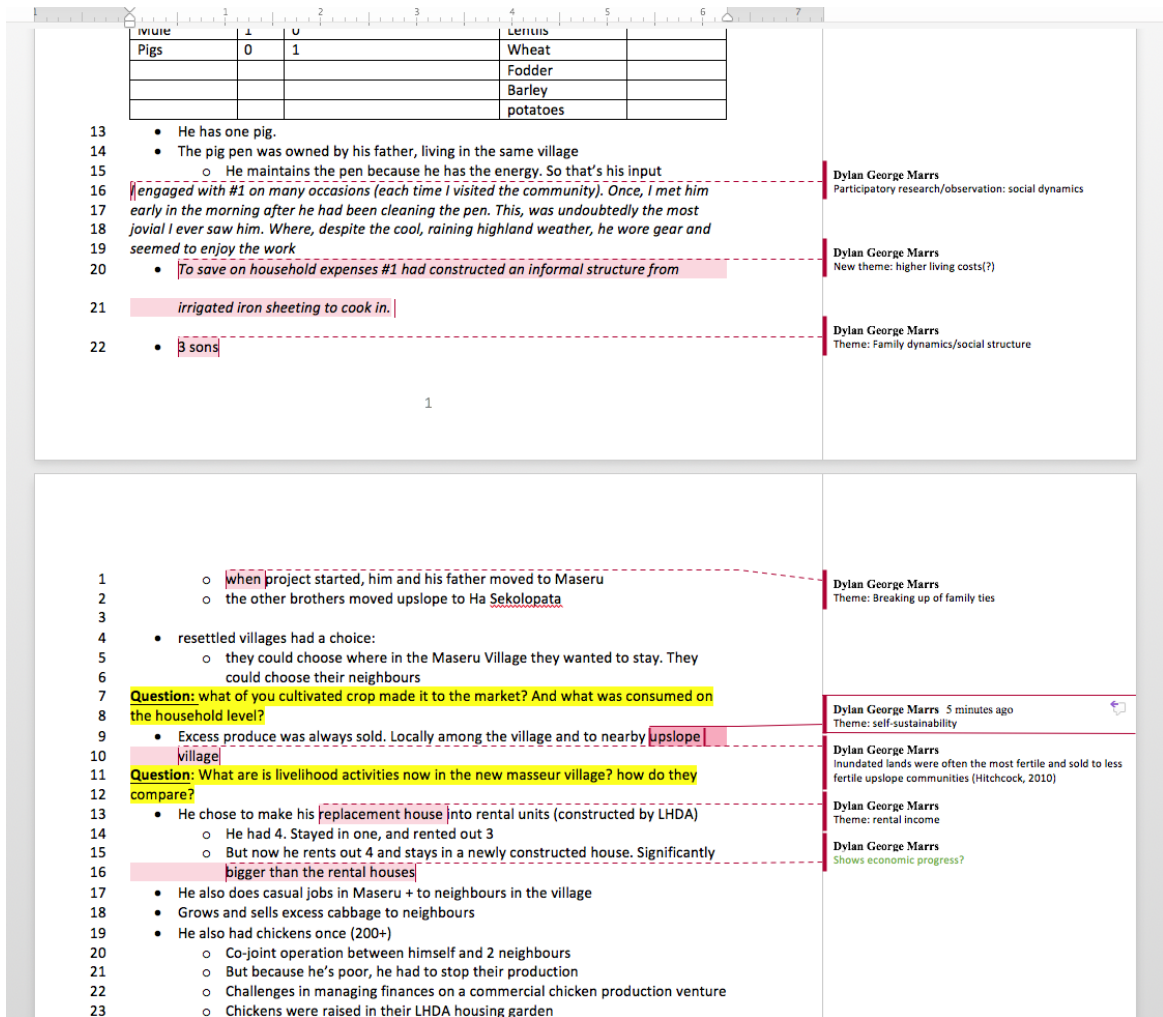 1 1 2 3 4 5 6 7
Mule 1 0 Lentils
Pigs 0 1 Wheat
Fodder
Barley
potatoes
13 • He has one pig.
14 • The pig pen was owned by his father, living in the same village
15 o He maintains the pen because he has the energy. So that's his input
16 I engaged with #1 on many occasions (each time I visited the community). Once, I met him
17 early in the morning after he had been cleaning the pen. This, was undoubtedly the most
18 jovial I ever saw him. Where, despite the cool, raining highland weather, he wore gear and
19 seemed to enjoy the work
20 • To save on household expenses #1 had constructed an informal structure from
21 irrigated iron sheeting to cook in.
22 • 3 sons
Dylan George Marrs
Participatory research/observation: social dynamics
Dylan George Marrs
New theme: higher living costs(?)
Dylan George Marrs
Theme: Family dynamics/social structure
1
1 o when project started, him and his father moved to Maseru
2 o the other brothers moved upslope to Ha Sekolopata
3
4 • resettled villages had a choice:
5 o they could choose where in the Maseru Village they wanted to stay. They
6 could choose their neighbours
7 Question: what of you cultivated crop made it to the market? And what was consumed on
8 the household level?
9 • Excess produce was always sold. Locally among the village and to nearby upslope
10 village
11 Question: What are is livelihood activities now in the new masseur village? how do they
12 compare?
13 • He chose to make his replacement house into rental units (constructed by LHDA)
14 o He had 4. Stayed in one, and rented out 3
15 o But now he rents out 4 and stays in a newly constructed house. Significantly
16 bigger than the rental houses
17 • He also does casual jobs in Maseru + to neighbours in the village
18 • Grows and sells excess cabbage to neighbours
19 • He also had chickens once (200+)
20 o Co-joint operation between himself and 2 neighbours
21 o But because he's poor, he had to stop their production
22 o Challenges in managing finances on a commercial chicken production venture
23 o Chickens were raised in their LHDA housing garden
Dylan George Marrs
Theme: Breaking up of family ties
Dylan George Marrs 5 minutes ago
Theme: self-sustainability
Dylan George Marrs
Inundated lands were often the most fertile and sold to less
fertile upslope communities (Hitchcock, 2010)
Dylan George Marrs
Theme: rental income
Dylan George Marrs
Shows economic progress?